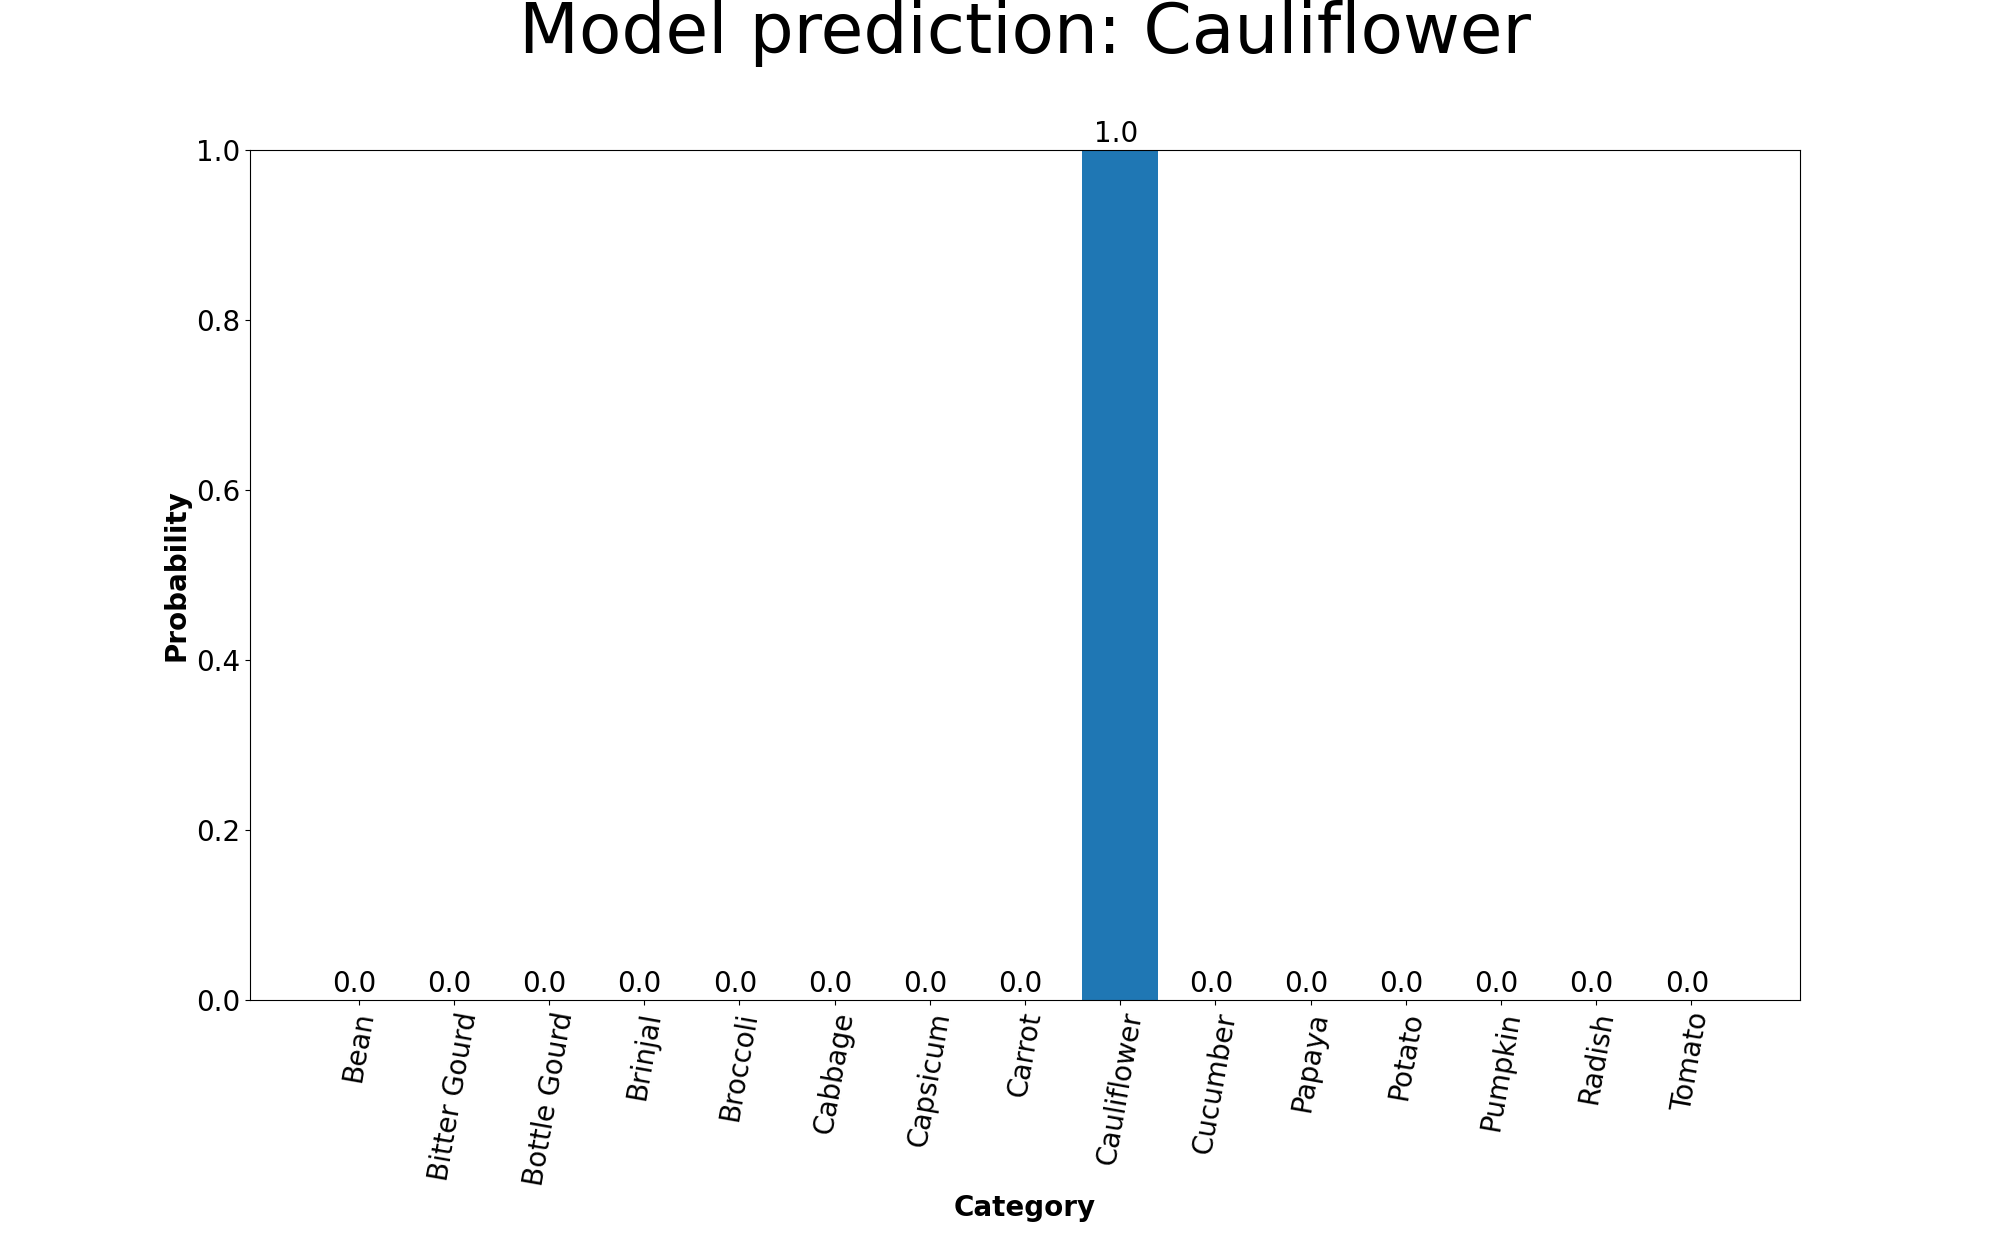 Model prediction: Cauliflower
1.0
1.0
0.8
0.6
0.4
0.2
0.0
Probability
0.0 0.0 0.0 0.0 0.0 0.0 0.0 0.0 0.0 0.0 0.0 0.0 0.0 0.0
Bean
Bitter Gourd
Bottle Gourd
Brinjal
Broccoli
Cabbage
Capsicum
Carrot
Cauliflower
Cucumber
Papaya
Potato
Pumpkin
Radish
Tomato
Category